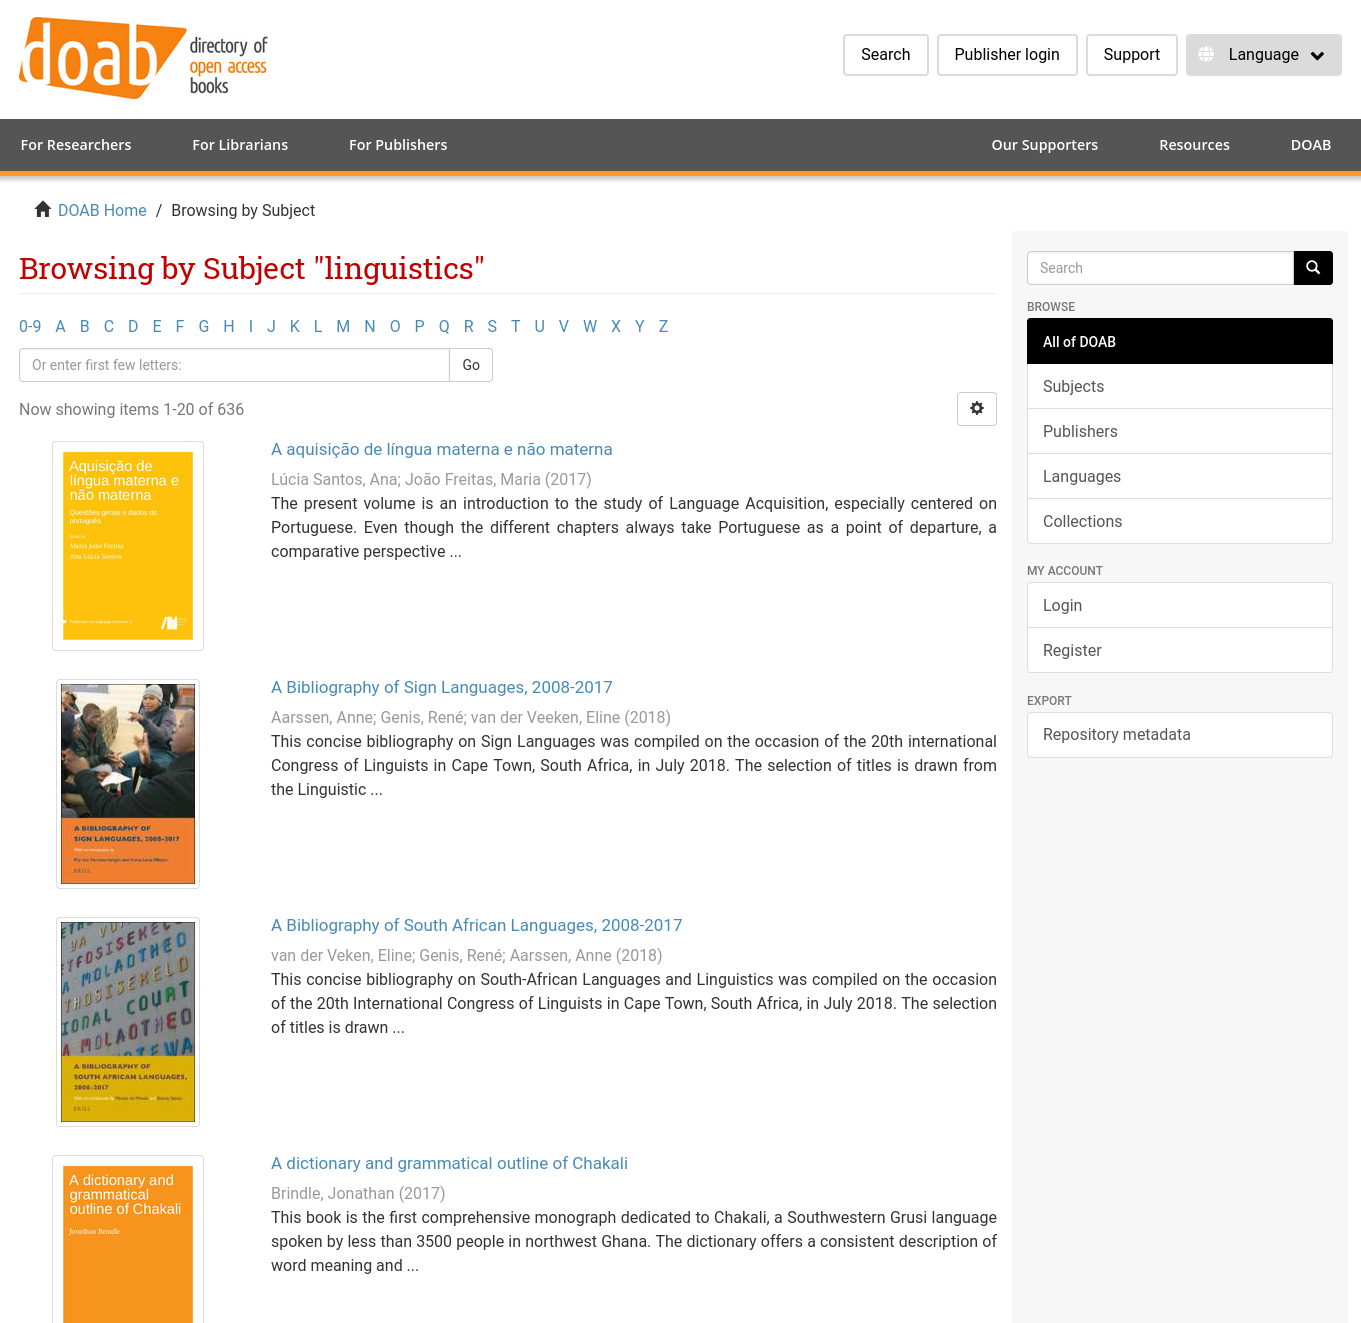 doab directory of open access books
Search
Publisher login
Support
Language
For Researchers
For Librarians
For Publishers
Our Supporters
Resources
DOAB
DOAB Home / Browsing by Subject
Browsing by Subject "linguistics"
0-9 A B C D E F G H I J K L M N O P Q R S T U V W X Y Z
Or enter first few letters:
Go
Now showing items 1-20 of 636
Aquisição de
língua materna e
não materna
Questões gerais e dados do
português
Maria João Freitas
Ana Lúcia Santos
A aquisição de língua materna e não materna
Lúcia Santos, Ana; João Freitas, Maria (2017)
The present volume is an introduction to the study of Language Acquisition, especially centered on
Portuguese. Even though the different chapters always take Portuguese as a point of departure, a
comparative perspective ...
A BIBLIOGRAPHY OF
SIGN LANGUAGES, 2008-2017
BRILL
A Bibliography of Sign Languages, 2008-2017
Aarssen, Anne; Genis, René; van der Veeken, Eline (2018)
This concise bibliography on Sign Languages was compiled on the occasion of the 20th international
Congress of Linguists in Cape Town, South Africa, in July 2018. The selection of titles is drawn from
the Linguistic ...
A MOLAOTHEO
COURT
A MOLAOTHEO
A BIBLIOGRAPHY OF
SOUTH AFRICAN LANGUAGES,
2008-2017
BRILL
A Bibliography of South African Languages, 2008-2017
van der Veken, Eline; Genis, René; Aarssen, Anne (2018)
This concise bibliography on South-African Languages and Linguistics was compiled on the occasion
of the 20th International Congress of Linguists in Cape Town, South Africa, in July 2018. The selection
of titles is drawn ...
A dictionary and
grammatical
outline of Chakali
Jonathan Brindle
A dictionary and grammatical outline of Chakali
Brindle, Jonathan (2017)
This book is the first comprehensive monograph dedicated to Chakali, a Southwestern Grusi language
spoken by less than 3500 people in northwest Ghana. The dictionary offers a consistent description of
word meaning and ...
Search
BROWSE
All of DOAB
Subjects
Publishers
Languages
Collections
MY ACCOUNT
Login
Register
EXPORT
Repository metadata